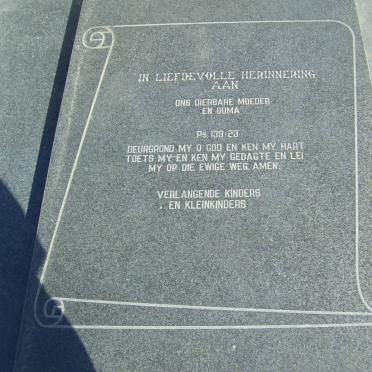 IN LIEFDEVOLLE HERINNERING
AAN
ONS DIERBARE MOEDER
EN OUMA
Ps. 139:23
DEURGROND MY O GOD EN KEN MY HART
TOETS MY EN KEN MY GEDAGTE EN LEI
MY OP DIE EWIGE WEG. AMEN.
VERLANGENDE KINDERS
EN KLEINKINDERS